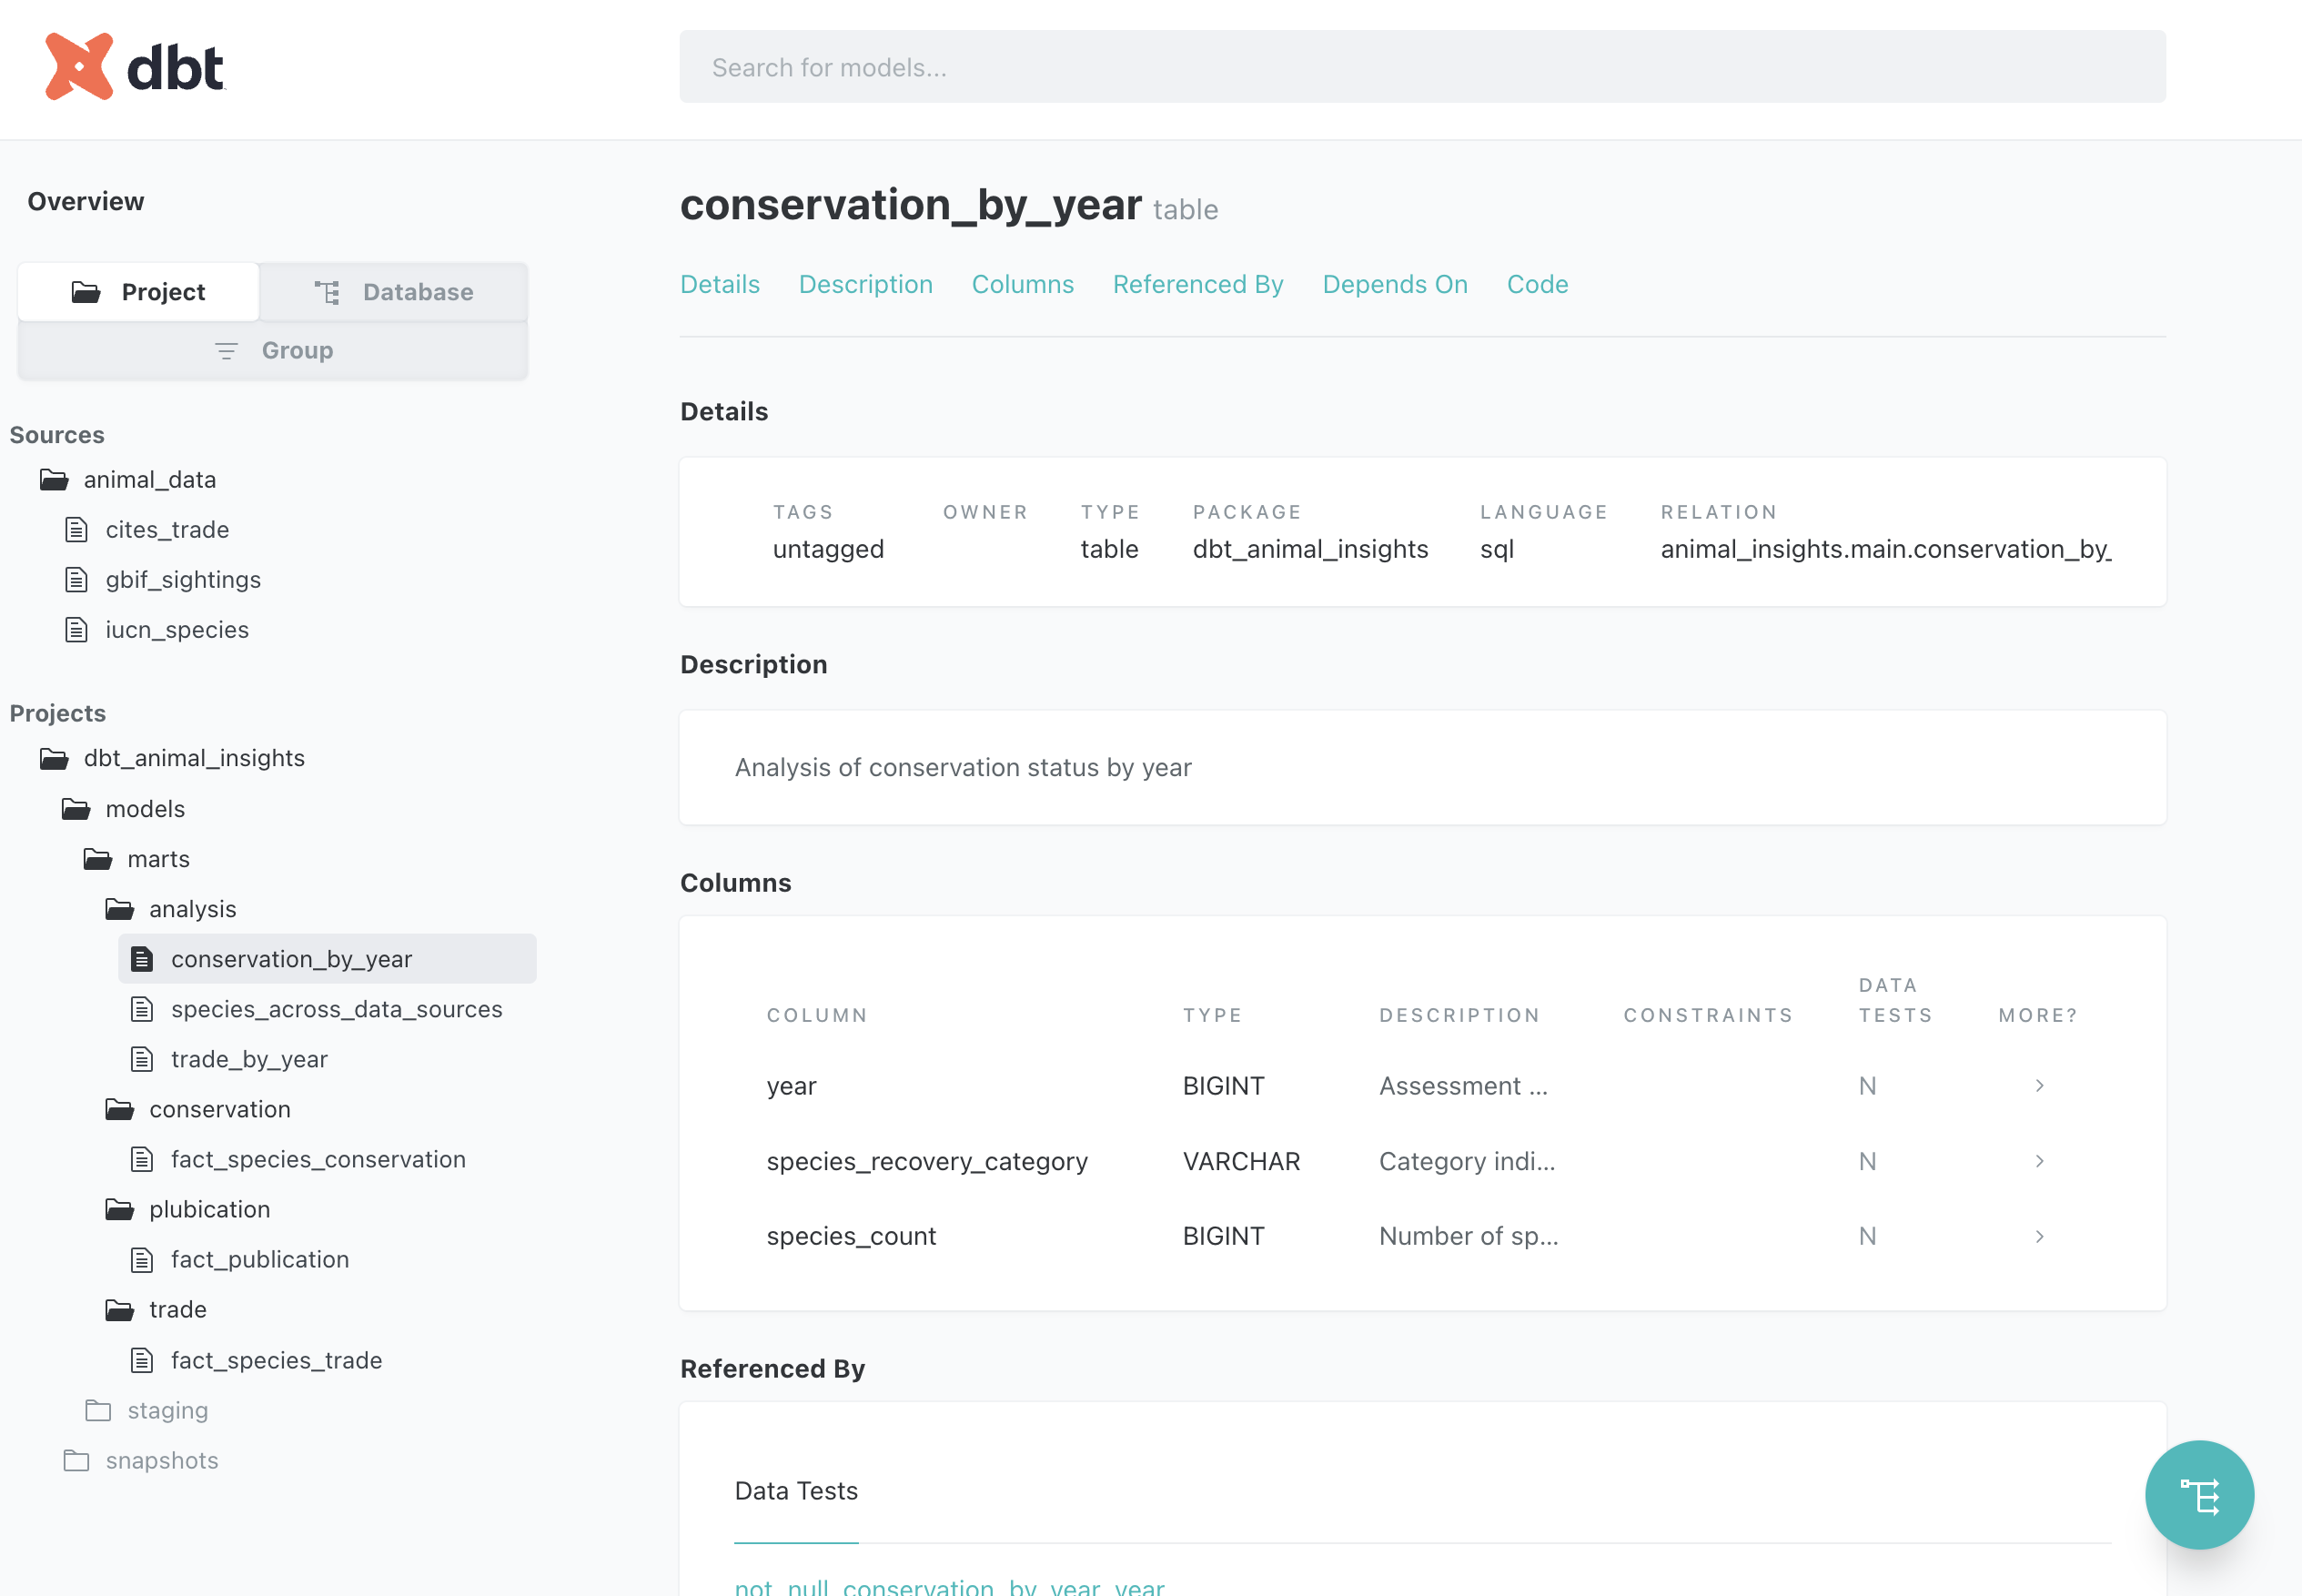 dbt
Search for models...
Overview
Project
Database
Group
Sources
animal_data
cites_trade
gbif_sightings
iucn_species
Projects
dbt_animal_insights
models
marts
analysis
conservation_by_year
species_across_data_sources
trade_by_year
conservation
fact_species_conservation
plubication
fact_publication
trade
fact_species_trade
staging
snapshots
conservation_by_year table
Details Description Columns Referenced By Depends On Code
Details
TAGS OWNER TYPE PACKAGE LANGUAGE RELATION
untagged table dbt_animal_insights sql animal_insights.main.conservation_by_
Description
Analysis of conservation status by year
Columns
COLUMN TYPE DESCRIPTION CONSTRAINTS DATA TESTS MORE?
year BIGINT Assessment ... N
species_recovery_category VARCHAR Category indi... N
species_count BIGINT Number of sp... N
Referenced By
Data Tests
not_null_conservation_by_year_year